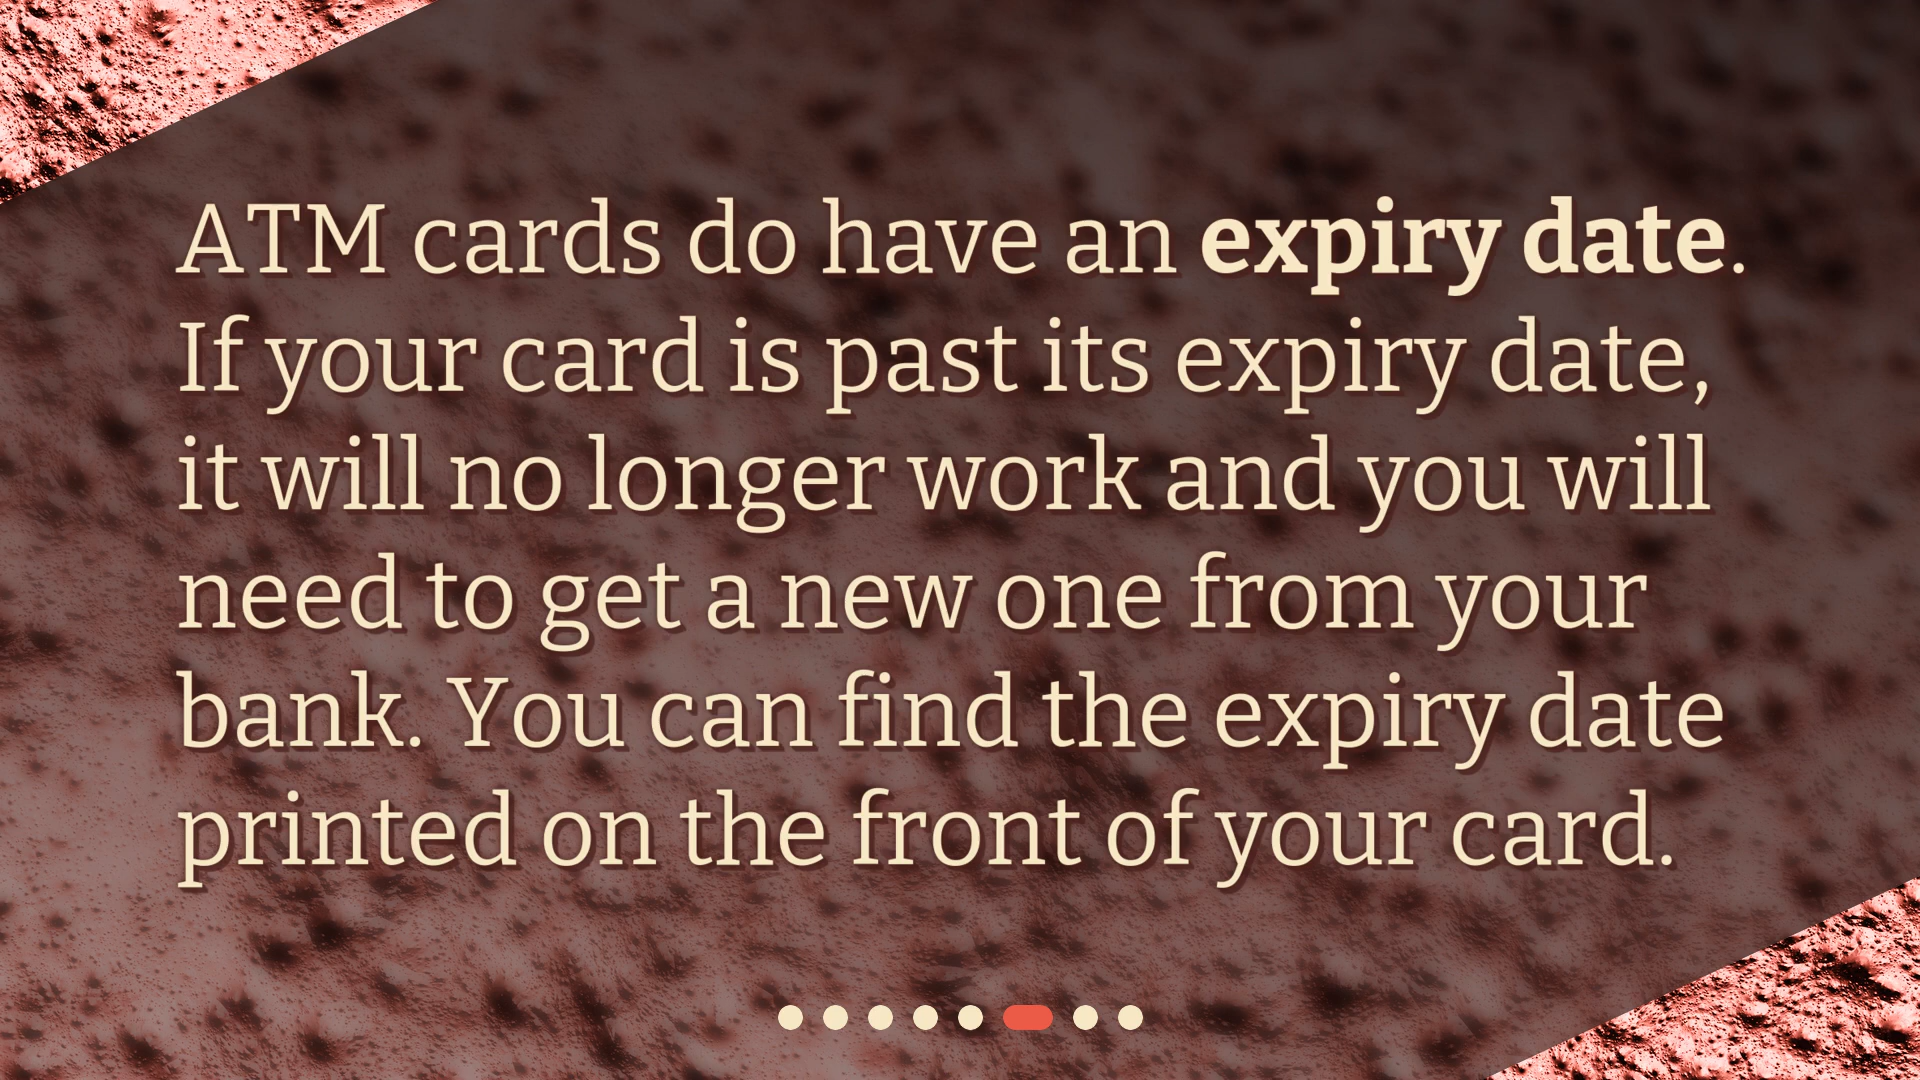 ATM cards do have an expiry date.
If your card is past its expiry date,
it will no longer work and you will
need to get a new one from your
bank. You can find the expiry date
printed on the front of your card.